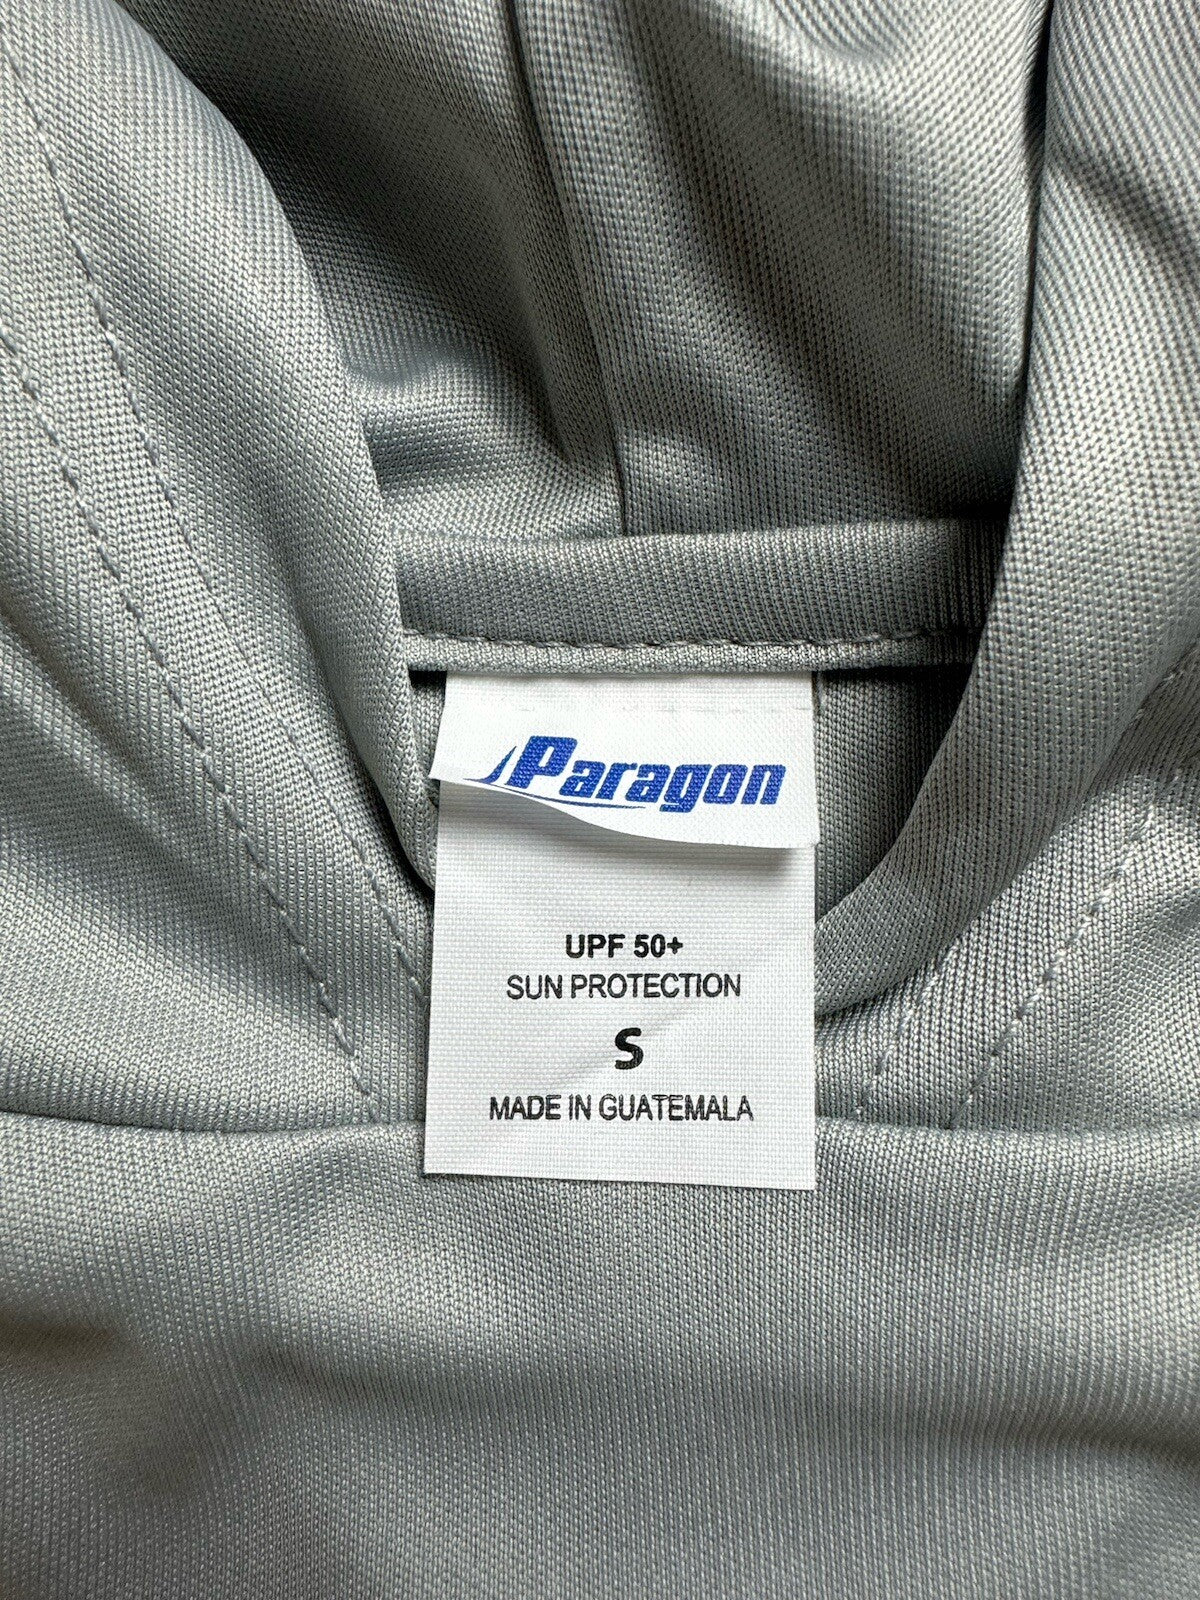 Paragon
UPF 50+
SUN PROTECTION
S
MADE IN GUATEMALA